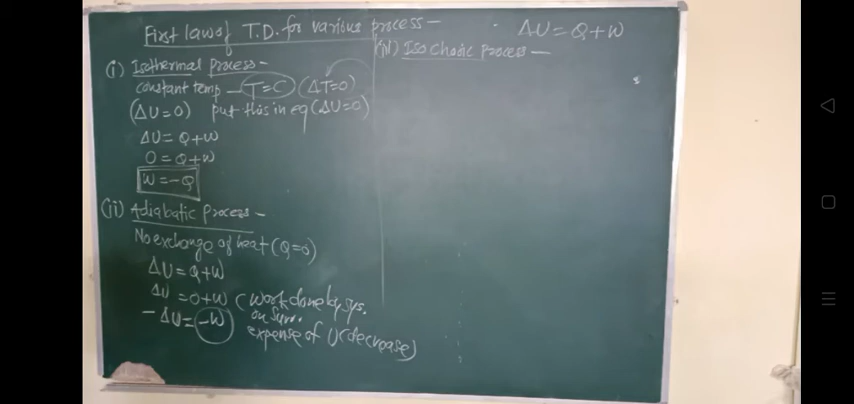 First law of T.D. for various process -
ΔU = Q + W
(i) Isothermal process -
constant temp - T = C (ΔT=0)
(ΔU = 0) put this in eq (ΔU = 0)
ΔU = Q + W
0 = Q + W
W = -Q
(ii) Adiabatic process -
No exchange of heat (Q = 0)
ΔU = Q + W
ΔU = 0 + W (work done by sys.
on surr.
-ΔU = -W expense of U (decrease)
Isochoric process -